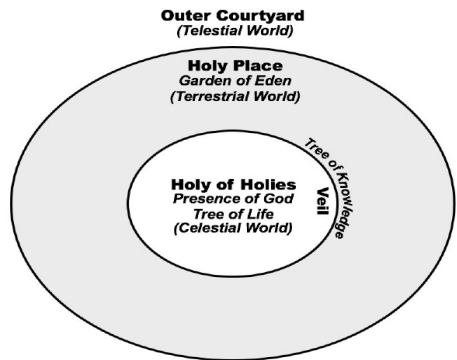 Outer Courtyard
(Telestial World)
Holy Place
Garden of Eden
(Terrestrial World)
Tree of Knowledge
Veil
Holy of Holies
Presence of God
Tree of Life
(Celestial World)